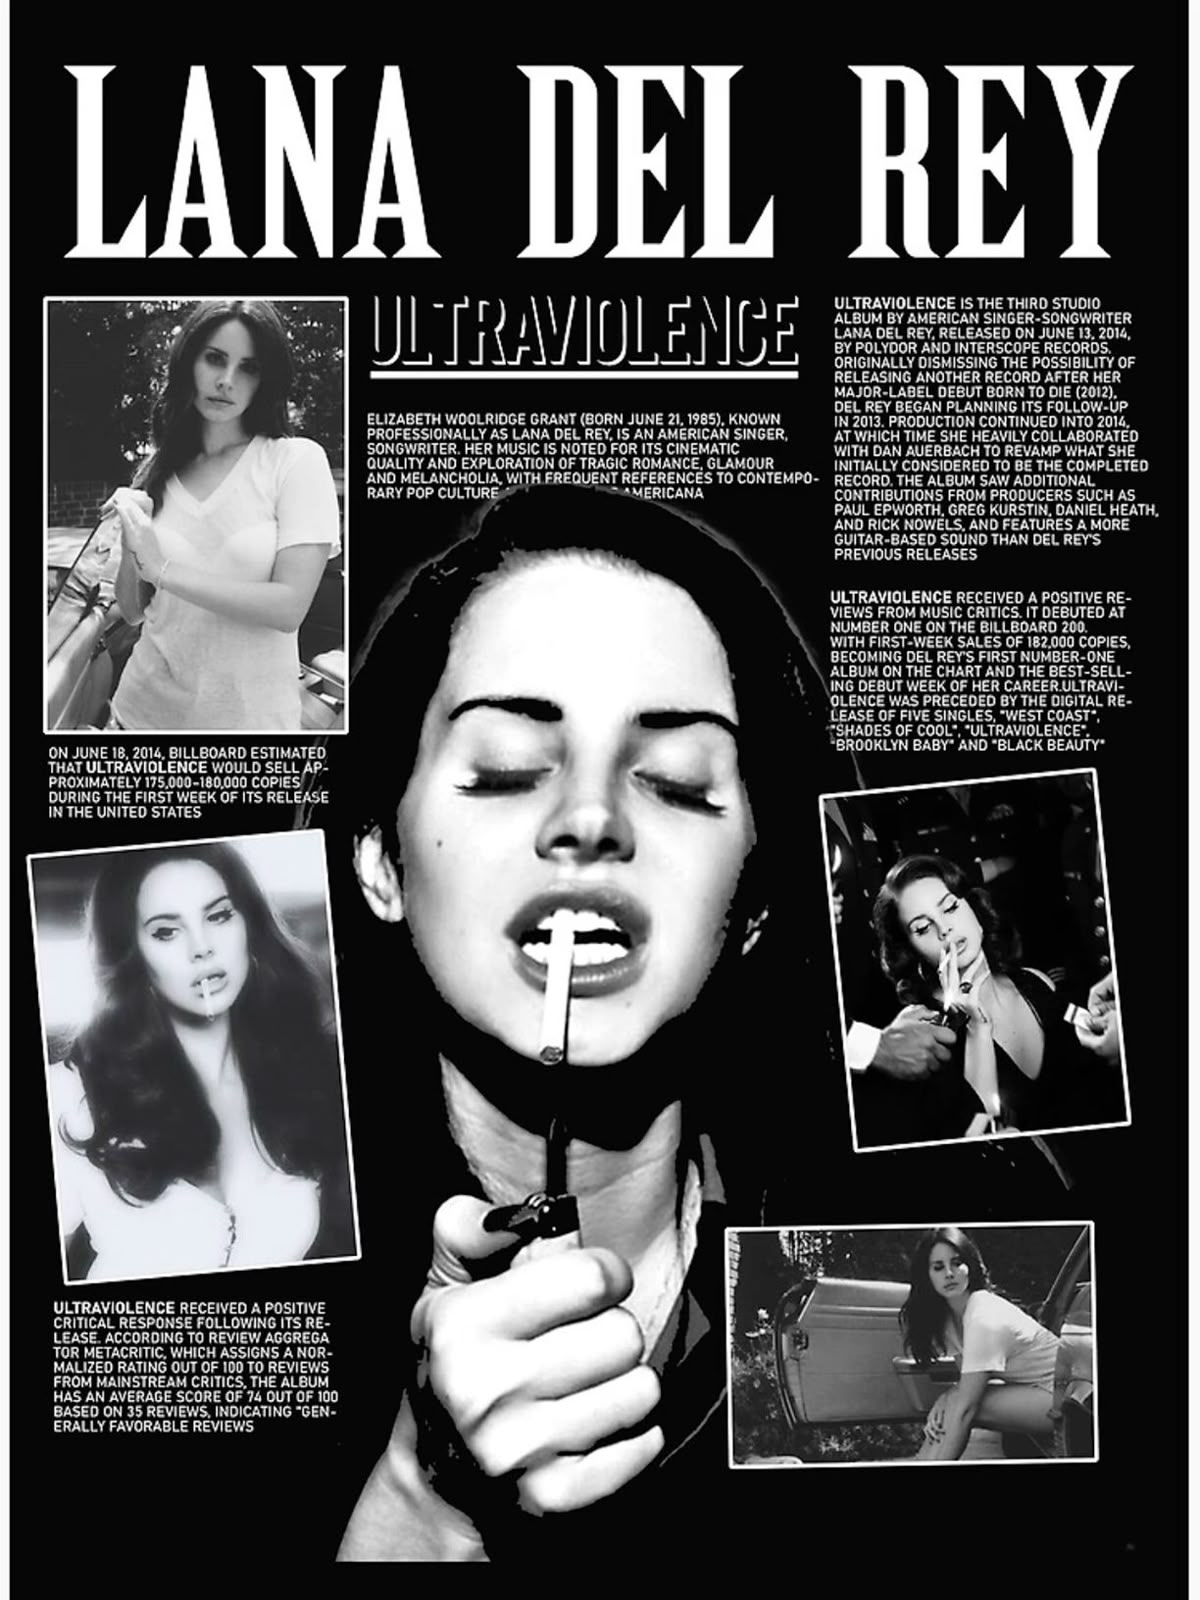 LANA DEL REY
ULTRAVIOLENCE
ELIZABETH WOOLRIDGE GRANT (BORN JUNE 21, 1985), KNOWN
PROFESSIONALLY AS LANA DEL REY, IS AN AMERICAN SINGER,
SONGWRITER. HER MUSIC IS NOTED FOR ITS CINEMATIC
QUALITY AND EXPLORATION OF TRAGIC ROMANCE, GLAMOUR
AND MELANCHOLIA, WITH FREQUENT REFERENCES TO CONTEMPO-
RARY POP CULTURE AMERICANA
ULTRAVIOLENCE IS THE THIRD STUDIO
ALBUM BY AMERICAN SINGER-SONGWRITER
LANA DEL REY, RELEASED ON JUNE 13, 2014,
BY POLYDOR AND INTERSCOPE RECORDS.
ORIGINALLY DISMISSING THE POSSIBILITY OF
RELEASING ANOTHER RECORD AFTER HER
MAJOR-LABEL DEBUT BORN TO DIE (2012),
DEL REY BEGAN PLANNING ITS FOLLOW-UP
IN 2013. PRODUCTION CONTINUED INTO 2014,
AT WHICH TIME SHE HEAVILY COLLABORATED
WITH DAN AUERBACH TO REVAMP WHAT SHE
INITIALLY CONSIDERED TO BE THE COMPLETED
RECORD. THE ALBUM SAW ADDITIONAL
CONTRIBUTIONS FROM PRODUCERS SUCH AS
PAUL EPWORTH, GREG KURSTIN, DANIEL HEATH,
AND RICK NOWELS, AND FEATURES A MORE
GUITAR-BASED SOUND THAN DEL REY'S
PREVIOUS RELEASES
ULTRAVIOLENCE RECEIVED A POSITIVE RE-
VIEWS FROM MUSIC CRITICS. IT DEBUTED AT
NUMBER ONE ON THE BILLBOARD 200.
WITH FIRST-WEEK SALES OF 182,000 COPIES,
BECOMING DEL REY'S FIRST NUMBER-ONE
ALBUM ON THE CHART AND THE BEST-SELL-
ING DEBUT WEEK OF HER CAREER.ULTRAVI-
OLENCE WAS PRECEDED BY THE DIGITAL RE-
LEASE OF FIVE SINGLES, "WEST COAST",
"SHADES OF COOL", "ULTRAVIOLENCE",
"BROOKLYN BABY" AND "BLACK BEAUTY"
ON JUNE 18, 2014, BILLBOARD ESTIMATED
THAT ULTRAVIOLENCE WOULD SELL AP-
PROXIMATELY 175,000-180,000 COPIES
DURING THE FIRST WEEK OF ITS RELEASE
IN THE UNITED STATES
ULTRAVIOLENCE RECEIVED A POSITIVE
CRITICAL RESPONSE FOLLOWING ITS RE-
LEASE. ACCORDING TO REVIEW AGGREGA
TOR METACRITIC, WHICH ASSIGNS A NOR-
MALIZED RATING OUT OF 100 TO REVIEWS
FROM MAINSTREAM CRITICS, THE ALBUM
HAS AN AVERAGE SCORE OF 74 OUT OF 100
BASED ON 35 REVIEWS, INDICATING "GEN-
ERALLY FAVORABLE REVIEWS